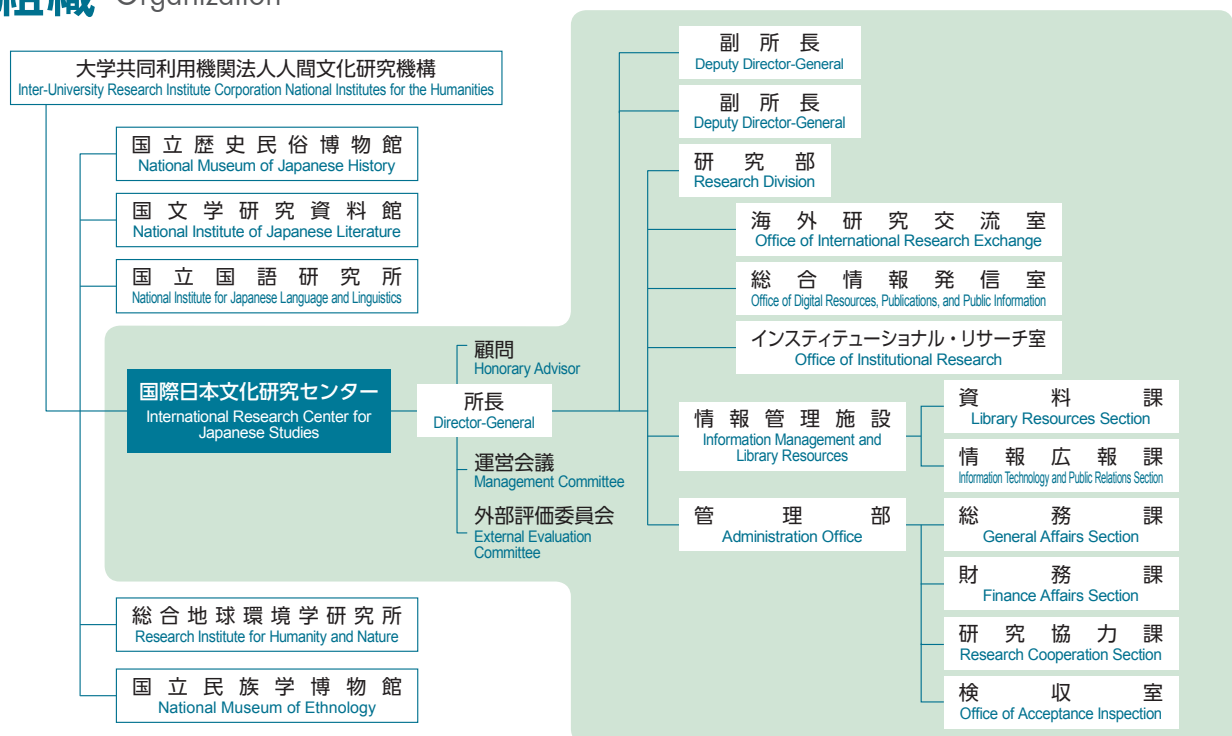 組織 Organization
大学共同利用機関法人人間文化研究機構
Inter-University Research Institute Corporation National Institutes for the Humanities
国立歴史民俗博物館
National Museum of Japanese History
国文学研究資料館
National Institute of Japanese Literature
国立国語研究所
National Institute for Japanese Language and Linguistics
国際日本文化研究センター
International Research Center for
Japanese Studies
総合地球環境学研究所
Research Institute for Humanity and Nature
国立民族学博物館
National Museum of Ethnology
顧問
Honorary Advisor
所長
Director-General
運営会議
Management Committee
外部評価委員会
External Evaluation
Committee
副所長
Deputy Director-General
副所長
Deputy Director-General
研究部
Research Division
海外研究交流室
Office of International Research Exchange
総合情報発信室
Office of Digital Resources, Publications, and Public Information
インスティテューショナル・リサーチ室
Office of Institutional Research
情報管理施設
Information Management and
Library Resources
資料課
Library Resources Section
情報広報課
Information Technology and Public Relations Section
管理部
Administration Office
総務課
General Affairs Section
財務課
Finance Affairs Section
研究協力課
Research Cooperation Section
検収室
Office of Acceptance Inspection